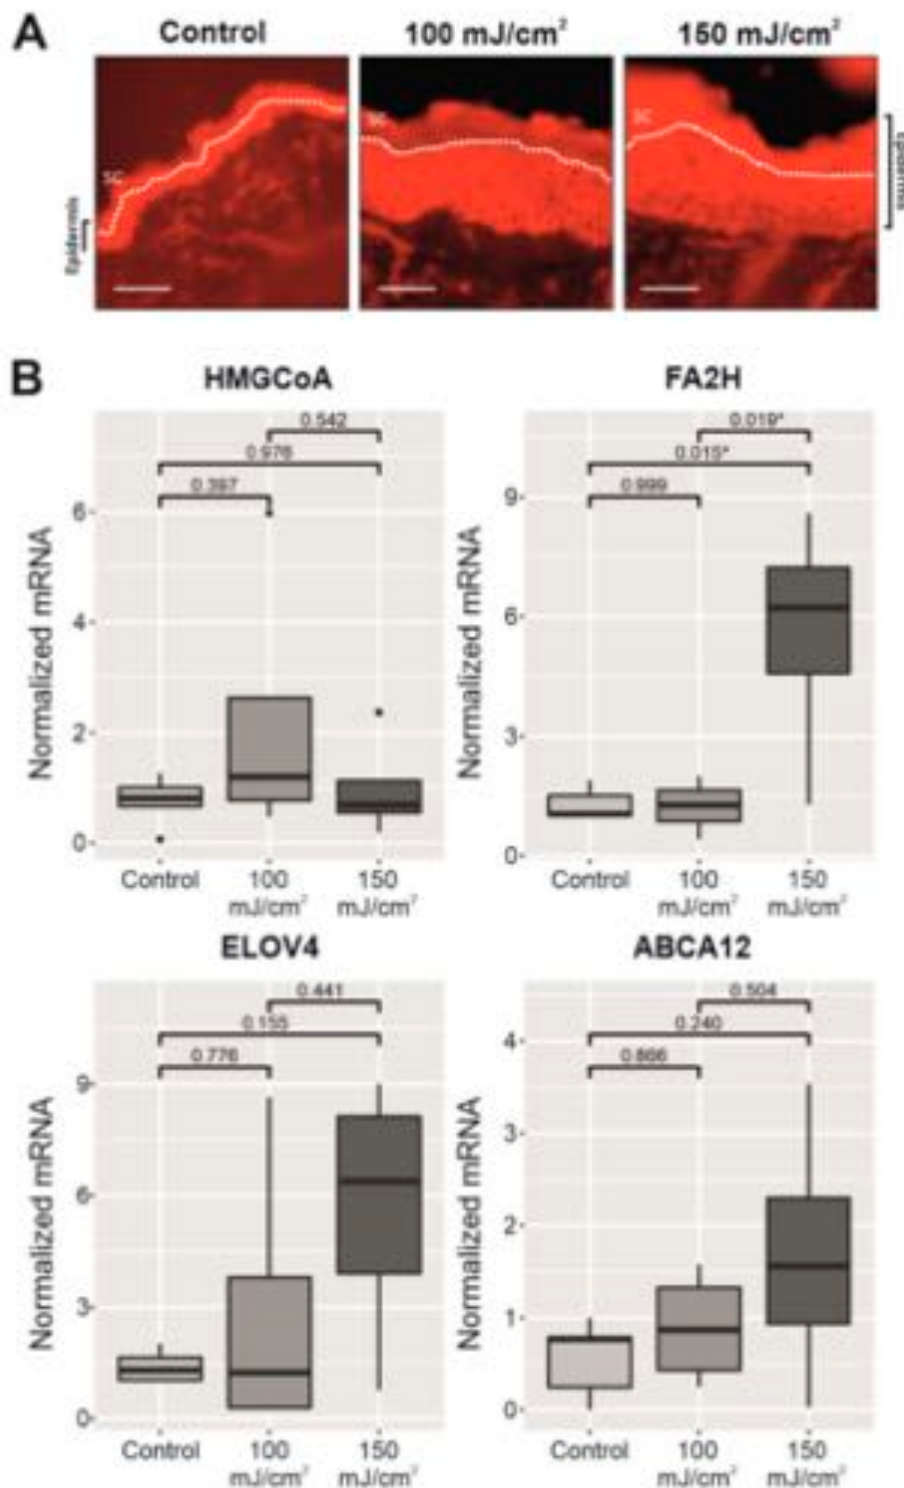 A
Control 100 mJ/cm² 150 mJ/cm²
SC SC SC
Epidermis
Epidermis
B
HMGCoA
0.542
0.976
0.397
Normalized mRNA
6
4
2
0
Control 100 mJ/cm² 150 mJ/cm²
FA2H
0.019*
0.015*
0.999
Normalized mRNA
9
6
3
0
Control 100 mJ/cm² 150 mJ/cm²
ELOV4
0.441
0.155
0.776
Normalized mRNA
9
6
3
0
Control 100 mJ/cm² 150 mJ/cm²
ABCA12
0.504
0.240
0.866
Normalized mRNA
4
3
2
1
0
Control 100 mJ/cm² 150 mJ/cm²